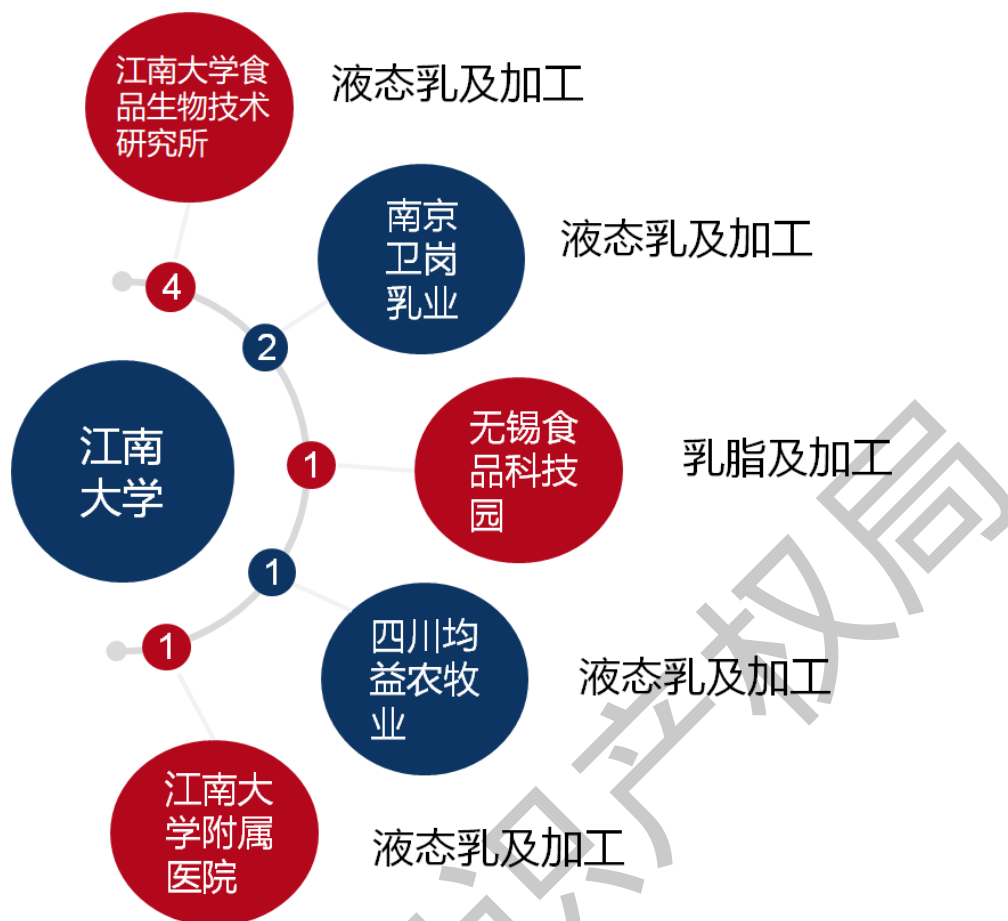 江南大学食
品生物技术
研究所
液态乳及加工
南京
卫岗
乳业
液态乳及加工
4
2
江南
大学
1
无锡食
品科技
园
乳脂及加工
1
四川均
益农牧
业
液态乳及加工
1
江南大
学附属
医院
液态乳及加工
识产权局